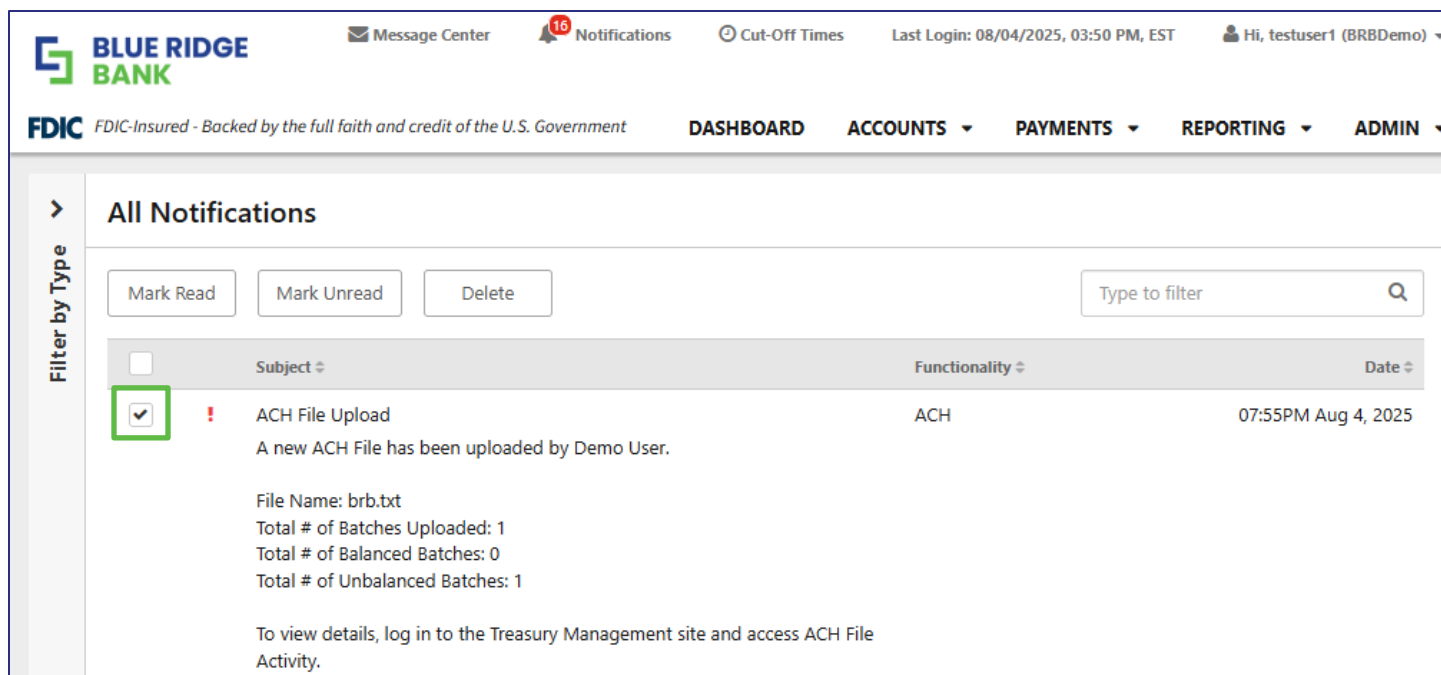 BLUE RIDGE
BANK
Message Center
16
Notifications
Cut-Off Times
Last Login: 08/04/2025, 03:50 PM, EST
Hi, testuser1 (BRBDemo)
FDIC FDIC-Insured - Backed by the full faith and credit of the U.S. Government
DASHBOARD
ACCOUNTS
PAYMENTS
REPORTING
ADMIN
Filter by Type
All Notifications
Mark Read
Mark Unread
Delete
Type to filter
Subject
Functionality
Date
! ACH File Upload
ACH
07:55PM Aug 4, 2025
A new ACH File has been uploaded by Demo User.
File Name: brb.txt
Total # of Batches Uploaded: 1
Total # of Balanced Batches: 0
Total # of Unbalanced Batches: 1
To view details, log in to the Treasury Management site and access ACH File
Activity.